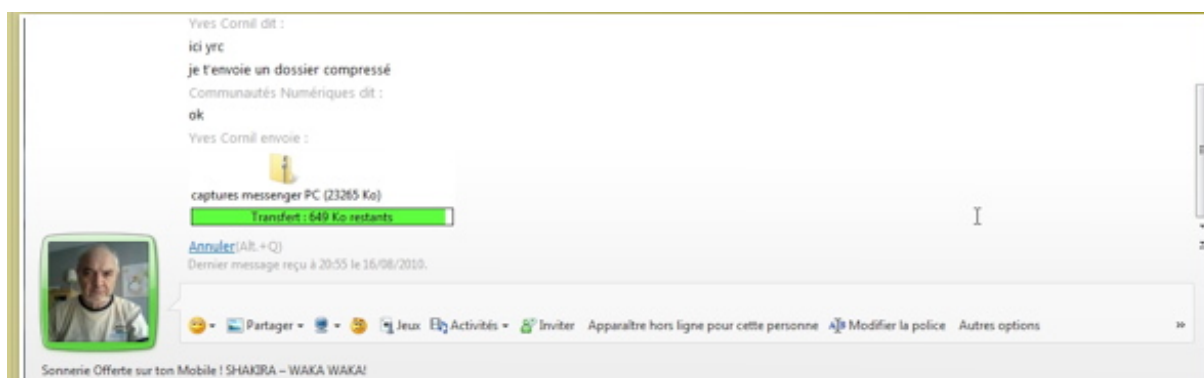 Yves Cornil dit :
ici yrc
je t'envoie un dossier compressé
Communautés Numériques dit :
ok
Yves Cornil envoie :
captures messenger PC (23265 Ko)
Transfert : 649 Ko restants
Annuler(Alt.+Q)
Dernier message reçu à 20:55 le 16/08/2010.
Partager Jeux Activités Inviter Apparaître hors ligne pour cette personne Modifier la police Autres options »
Sonnerie Offerte sur ton Mobile ! SHAKIRA – WAKA WAKA!